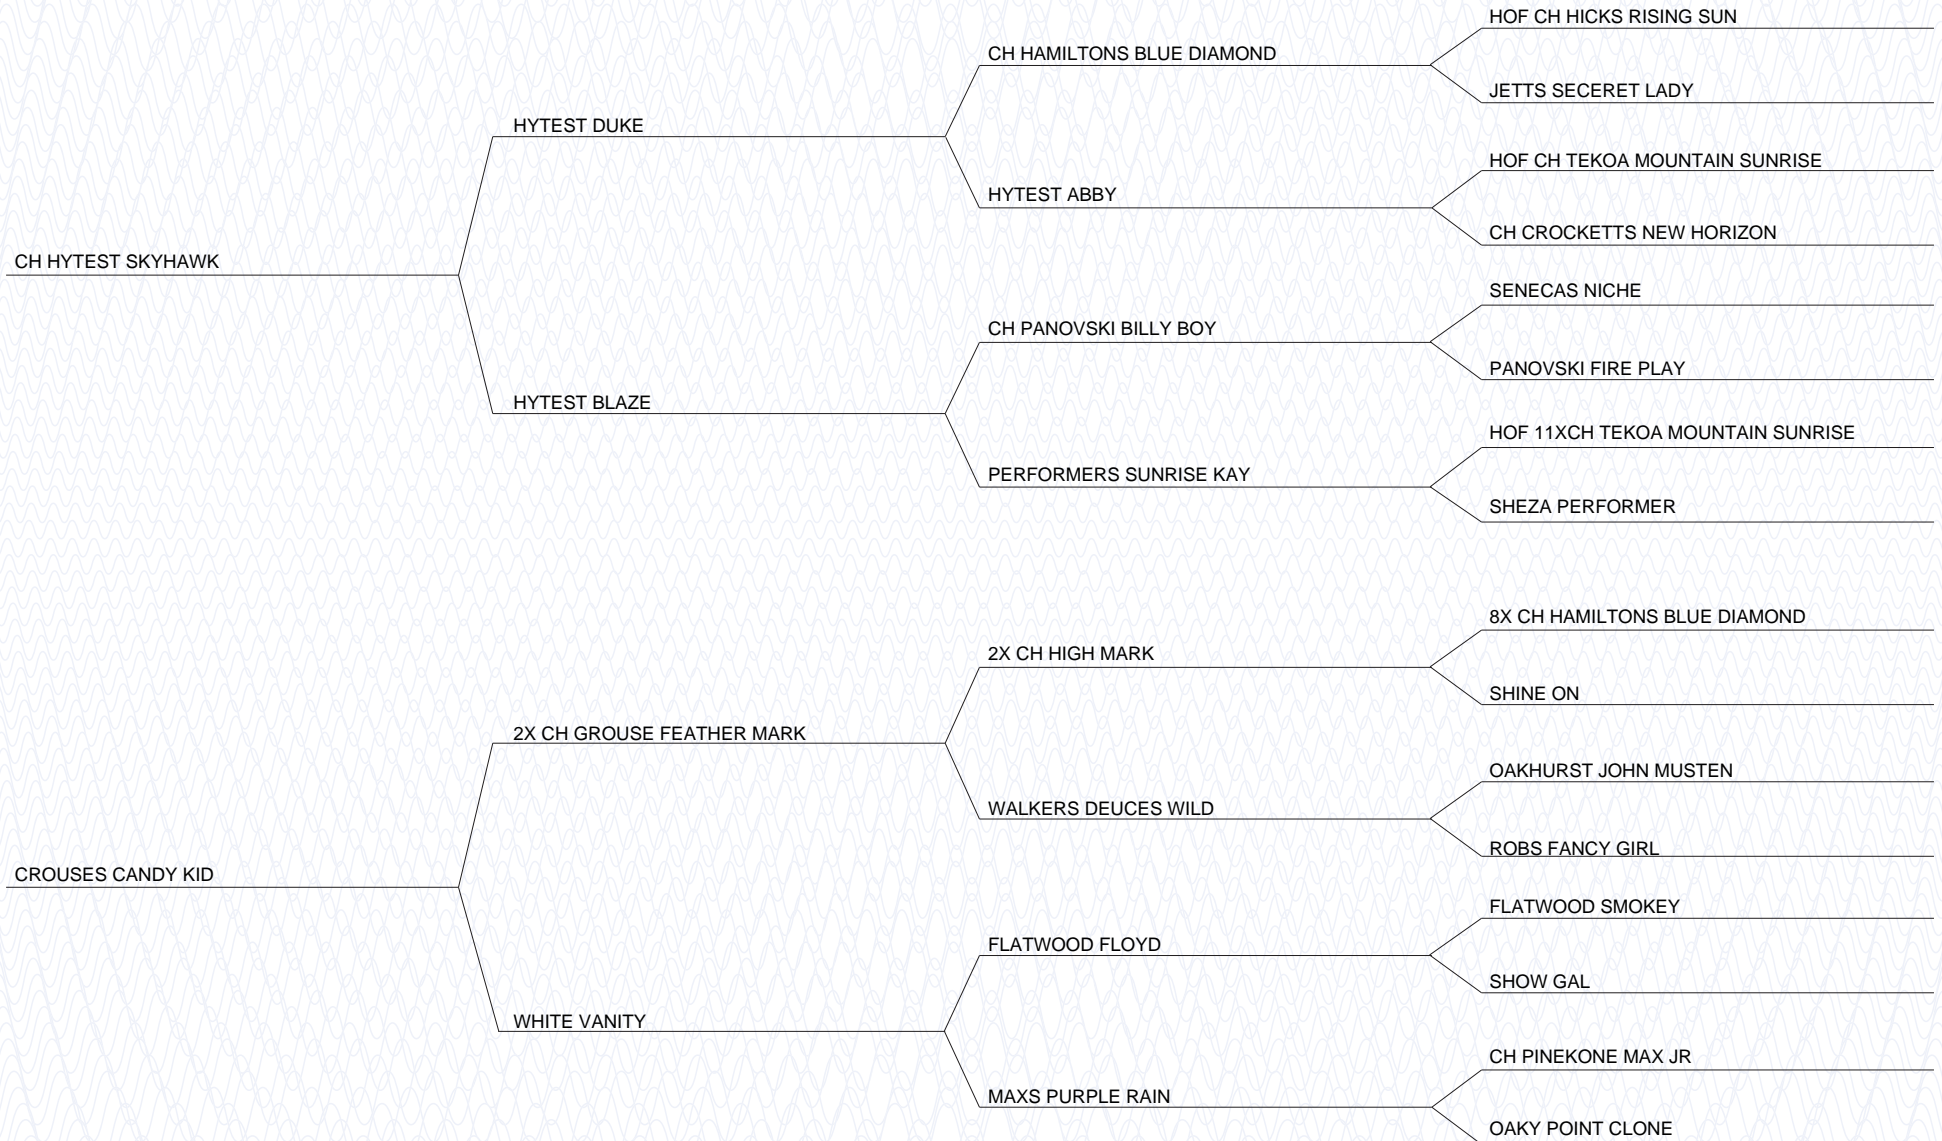 HOF CH HICKS RISING SUN
CH HAMILTONS BLUE DIAMOND
JETTS SECERET LADY
HYTEST DUKE
HOF CH TEKOA MOUNTAIN SUNRISE
HYTEST ABBY
CH CROCKETTS NEW HORIZON
CH HYTEST SKYHAWK
SENECAS NICHE
CH PANOVSKI BILLY BOY
PANOVSKI FIRE PLAY
HYTEST BLAZE
HOF 11XCH TEKOA MOUNTAIN SUNRISE
PERFORMERS SUNRISE KAY
SHEZA PERFORMER
8X CH HAMILTONS BLUE DIAMOND
2X CH HIGH MARK
SHINE ON
2X CH GROUSE FEATHER MARK
OAKHURST JOHN MUSTEN
WALKERS DEUCES WILD
ROBS FANCY GIRL
CROUSES CANDY KID
FLATWOOD SMOKEY
FLATWOOD FLOYD
SHOW GAL
WHITE VANITY
CH PINEKONE MAX JR
MAXS PURPLE RAIN
OAKY POINT CLONE